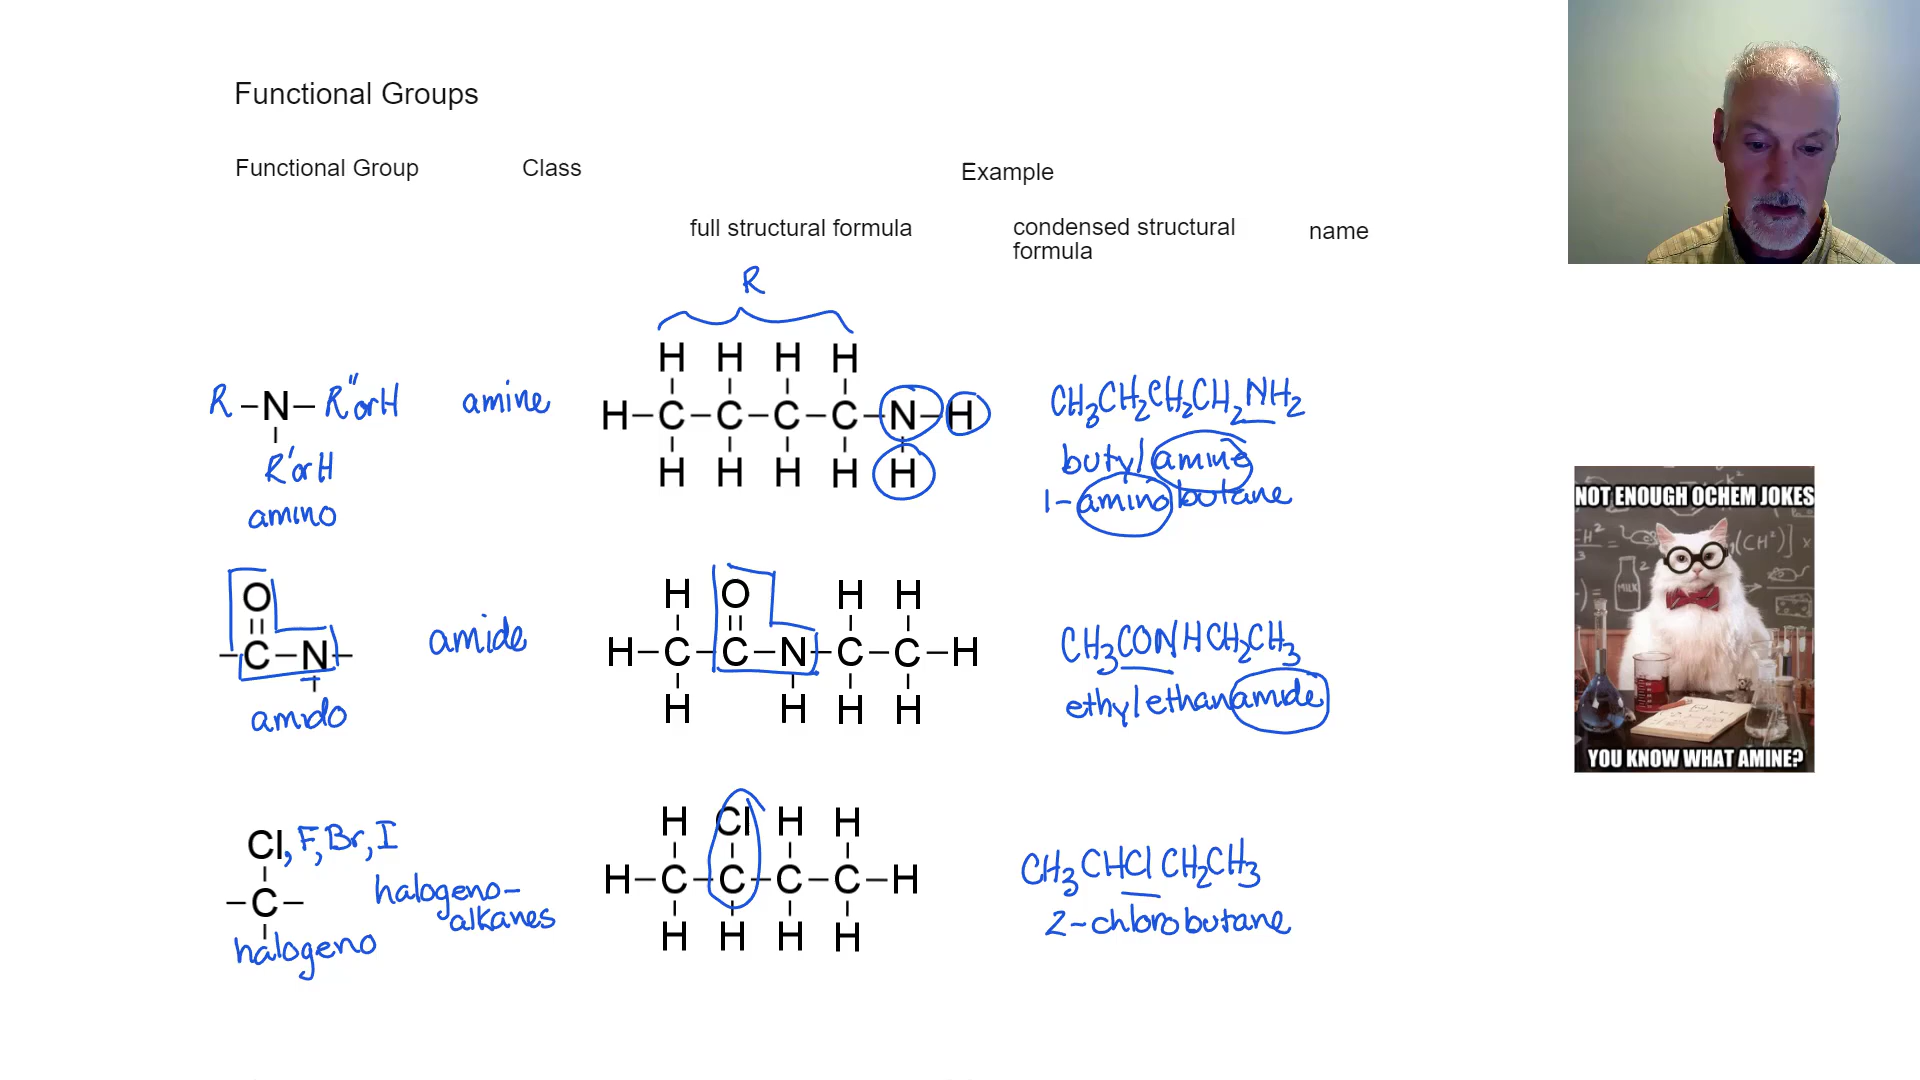 Functional Groups
Functional Group Class Example
full structural formula condensed structural name
formula
R
H H H H
R –N– R"orH amine H–C–C–C–C–N–H CH₃CH₂CH₂CH₂NH₂
R'orH H H H H H butylamine
amino 1-aminobutane
O H O H H
–C–N– amide H–C–C–N–C–C–H CH₃CONHCH₂CH₃
amido H H H H ethylethanamide
H Cl H H
Cl, F, Br, I
–C– halogeno- H–C–C–C–C–H CH₃CHClCH₂CH₃
alkanes
halogeno H H H H 2-chlorobutane
NOT ENOUGH OCHEM JOKES
MILK
YOU KNOW WHAT AMINE?